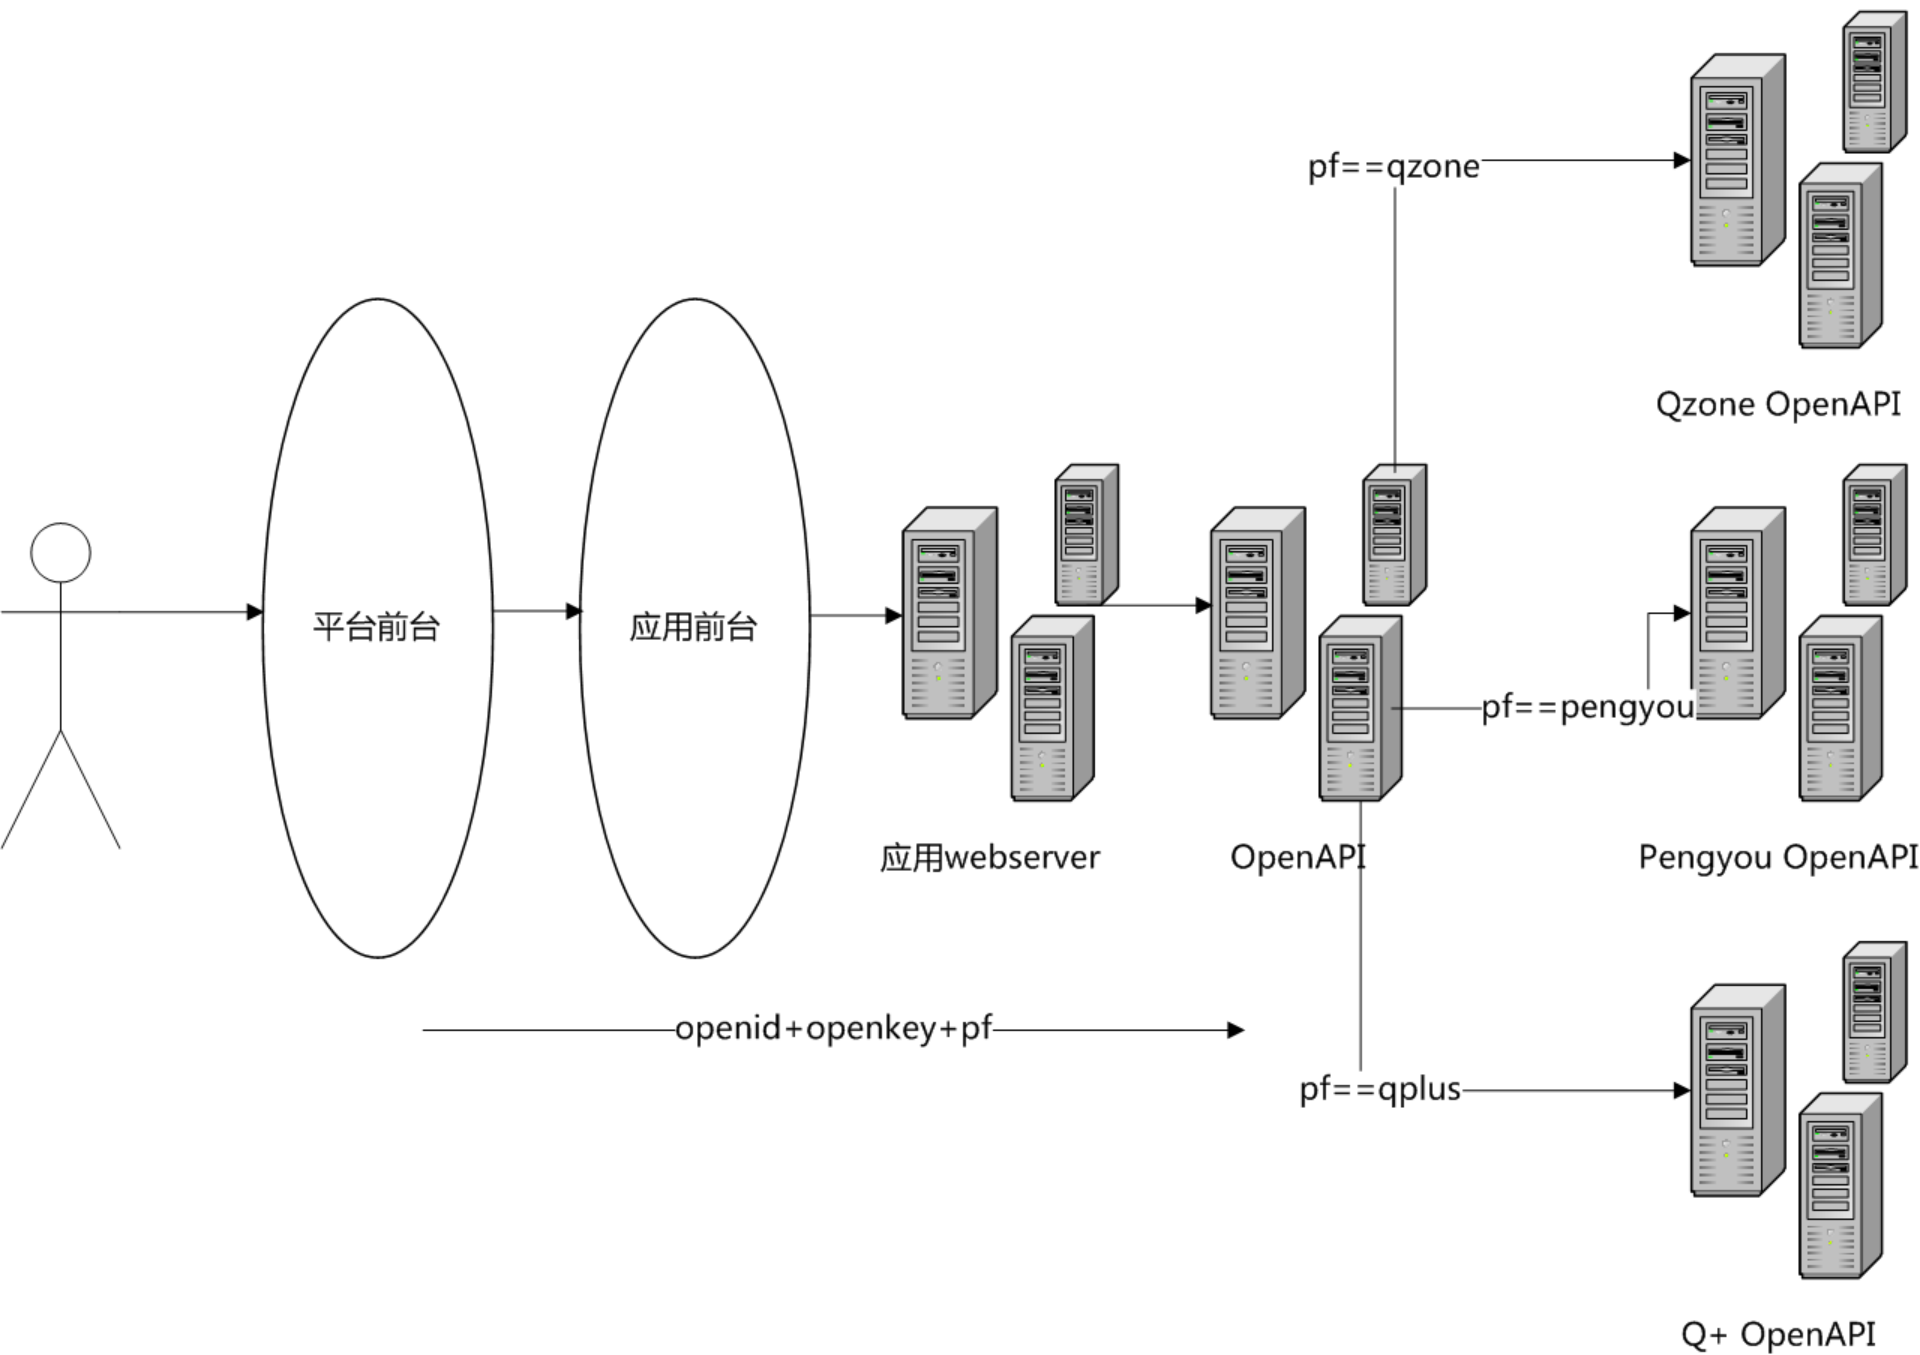 pf==qzone
Qzone OpenAPI
平台前台
应用前台
pf==pengyou
应用webserver
OpenAPI
Pengyou OpenAPI
openid+openkey+pf
pf==qplus
Q+ OpenAPI